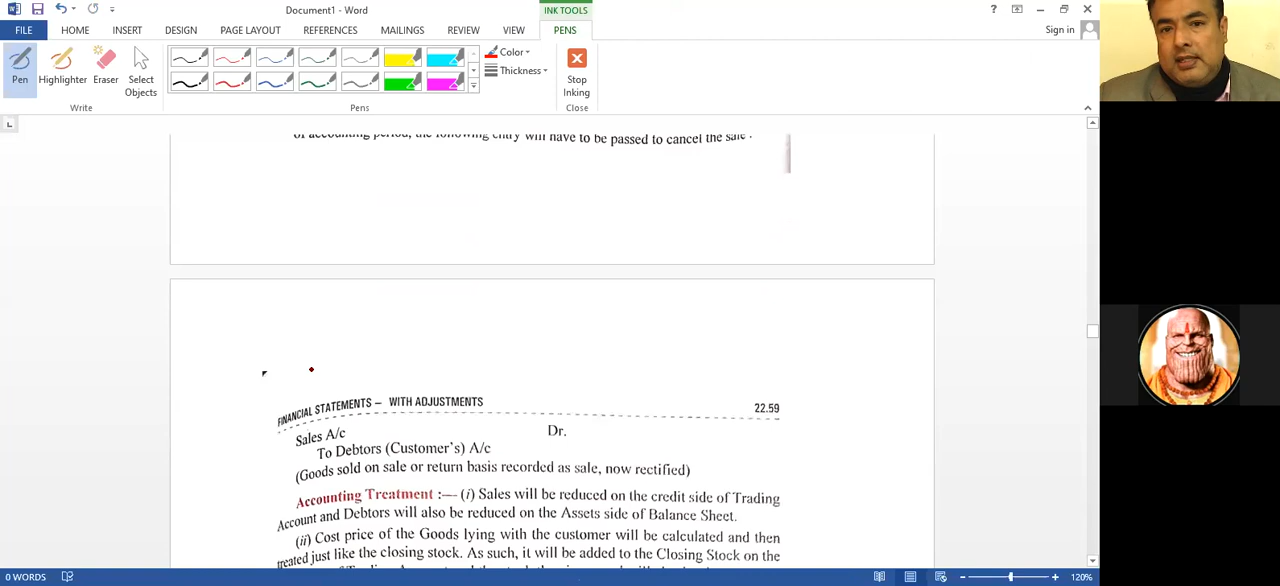 Document1 - Word
INK TOOLS
?
FILE
HOME
INSERT
DESIGN
PAGE LAYOUT
REFERENCES
MAILINGS
REVIEW
VIEW
PENS
Sign in
Pen
Highlighter
Eraser
Select
Objects
Color
Thickness
Stop
Inking
Write
Pens
Close
of accounting period, the following entry will have to be passed to cancel the sale :
FINANCIAL STATEMENTS – WITH ADJUSTMENTS 22.59
Sales A/c Dr.
To Debtors (Customer's) A/c
(Goods sold on sale or return basis recorded as sale, now rectified)
Accounting Treatment :— (i) Sales will be reduced on the credit side of Trading
Account and Debtors will also be reduced on the Assets side of Balance Sheet.
(ii) Cost price of the Goods lying with the customer will be calculated and then
treated just like the closing stock. As such, it will be added to the Closing Stock on the
0 WORDS
120%